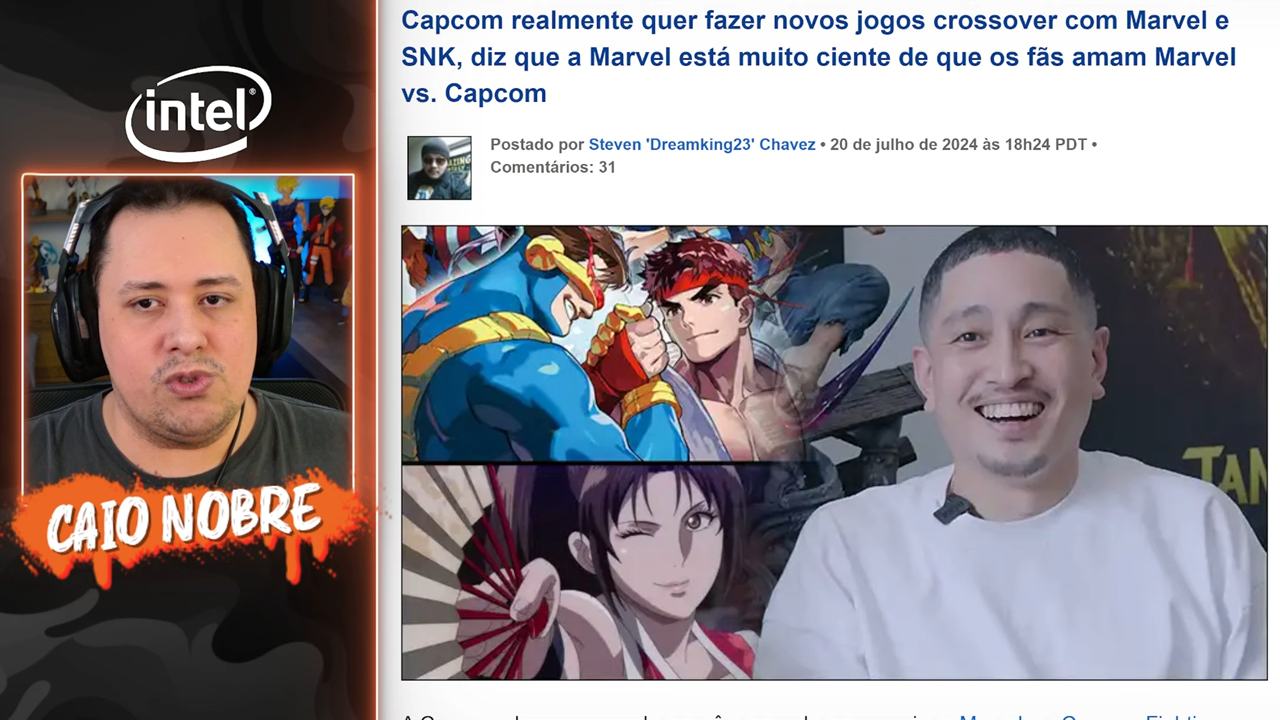 Capcom realmente quer fazer novos jogos crossover com Marvel e
SNK, diz que a Marvel está muito ciente de que os fãs amam Marvel
vs. Capcom
Postado por Steven 'Dreamking23' Chavez • 20 de julho de 2024 às 18h24 PDT •
Comentários: 31
intel®
CAIO NOBRE
TAN